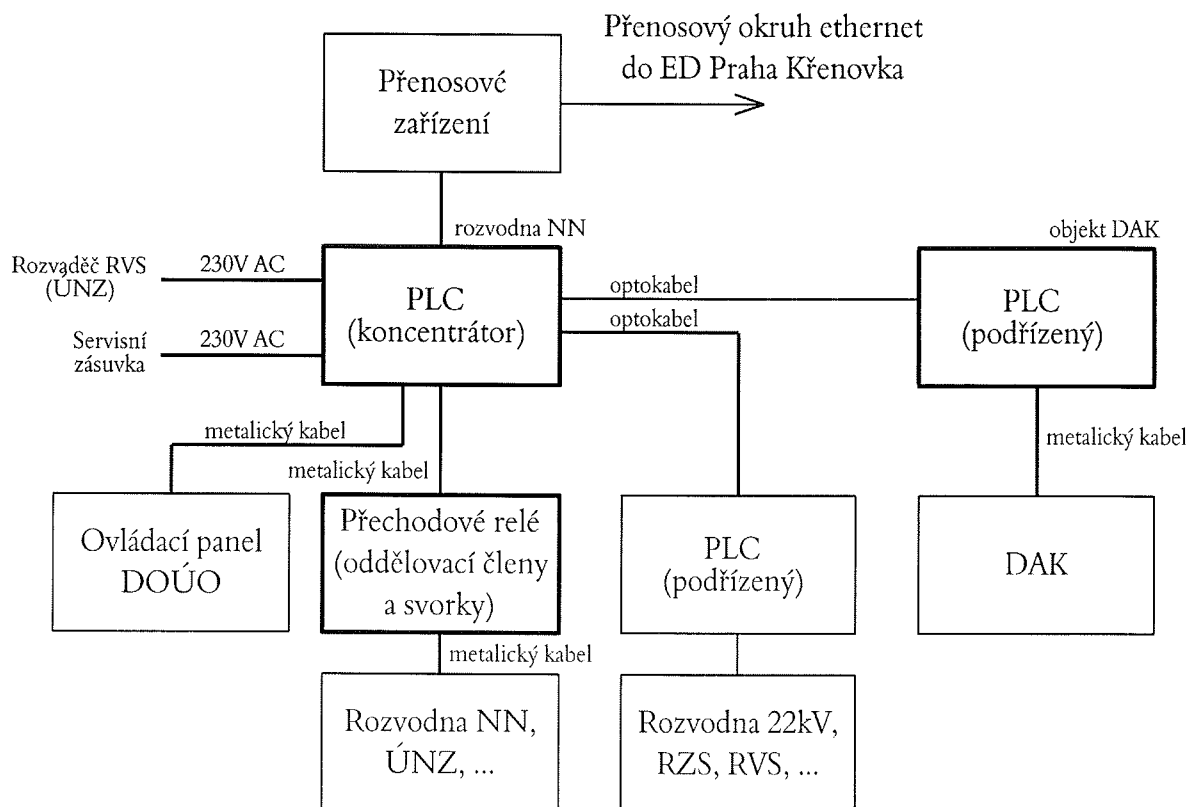 Přenosový okruh ethernet
do ED Praha Křenovka
Přenosové
zařízení
rozvodna NN
objekt DAK
Rozvaděč RVS
(ÚNZ)
230V AC
PLC
(koncentrátor)
optokabel
optokabel
PLC
(podřízený)
Servisní
zásuvka
230V AC
metalický kabel
metalický kabel
metalický kabel
Ovládací panel
DOÚO
Přechodové relé
(oddělovací členy
a svorky)
PLC
(podřízený)
DAK
metalický kabel
Rozvodna NN,
ÚNZ, ...
Rozvodna 22kV,
RZS, RVS, ...